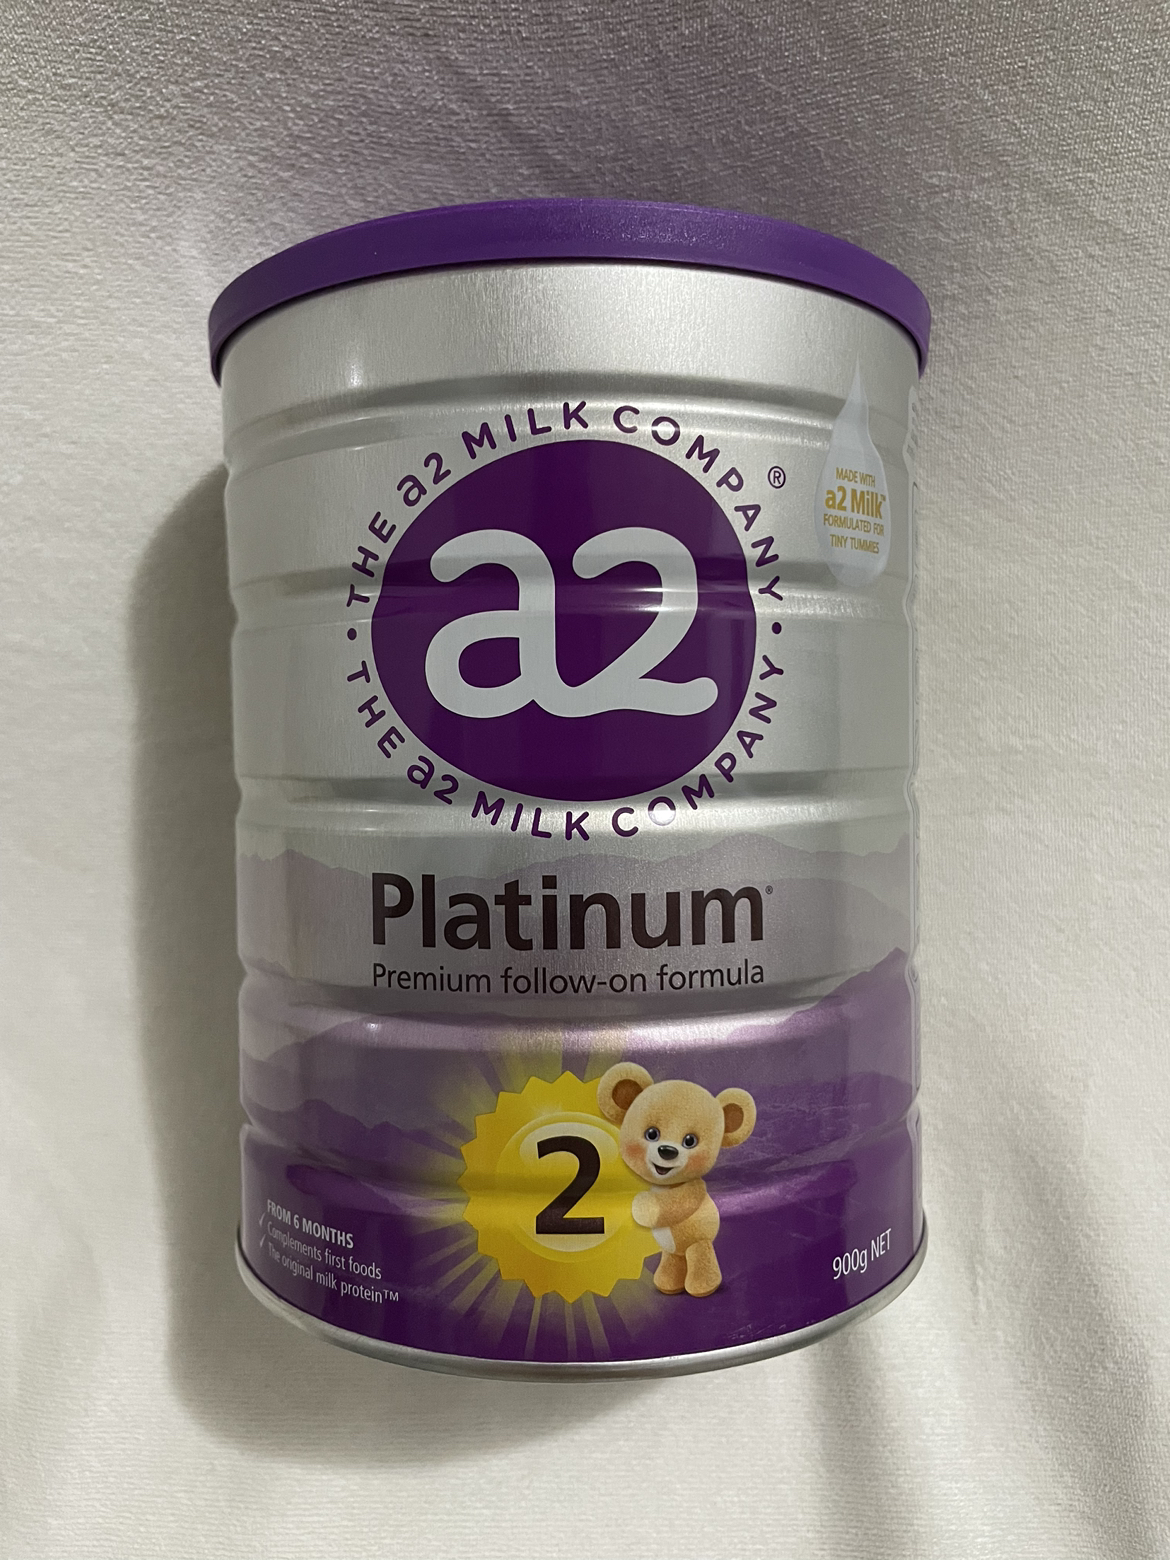 THE a2 MILK COMPANY
®
a2
MADE WITH
a2 Milk™
FORMULATED FOR
TINY TUMMIES
THE a2 MILK COMPANY
Platinum®
Premium follow-on formula
2
FROM 6 MONTHS
✓ Complements first foods
✓ The original milk protein™
900g NET